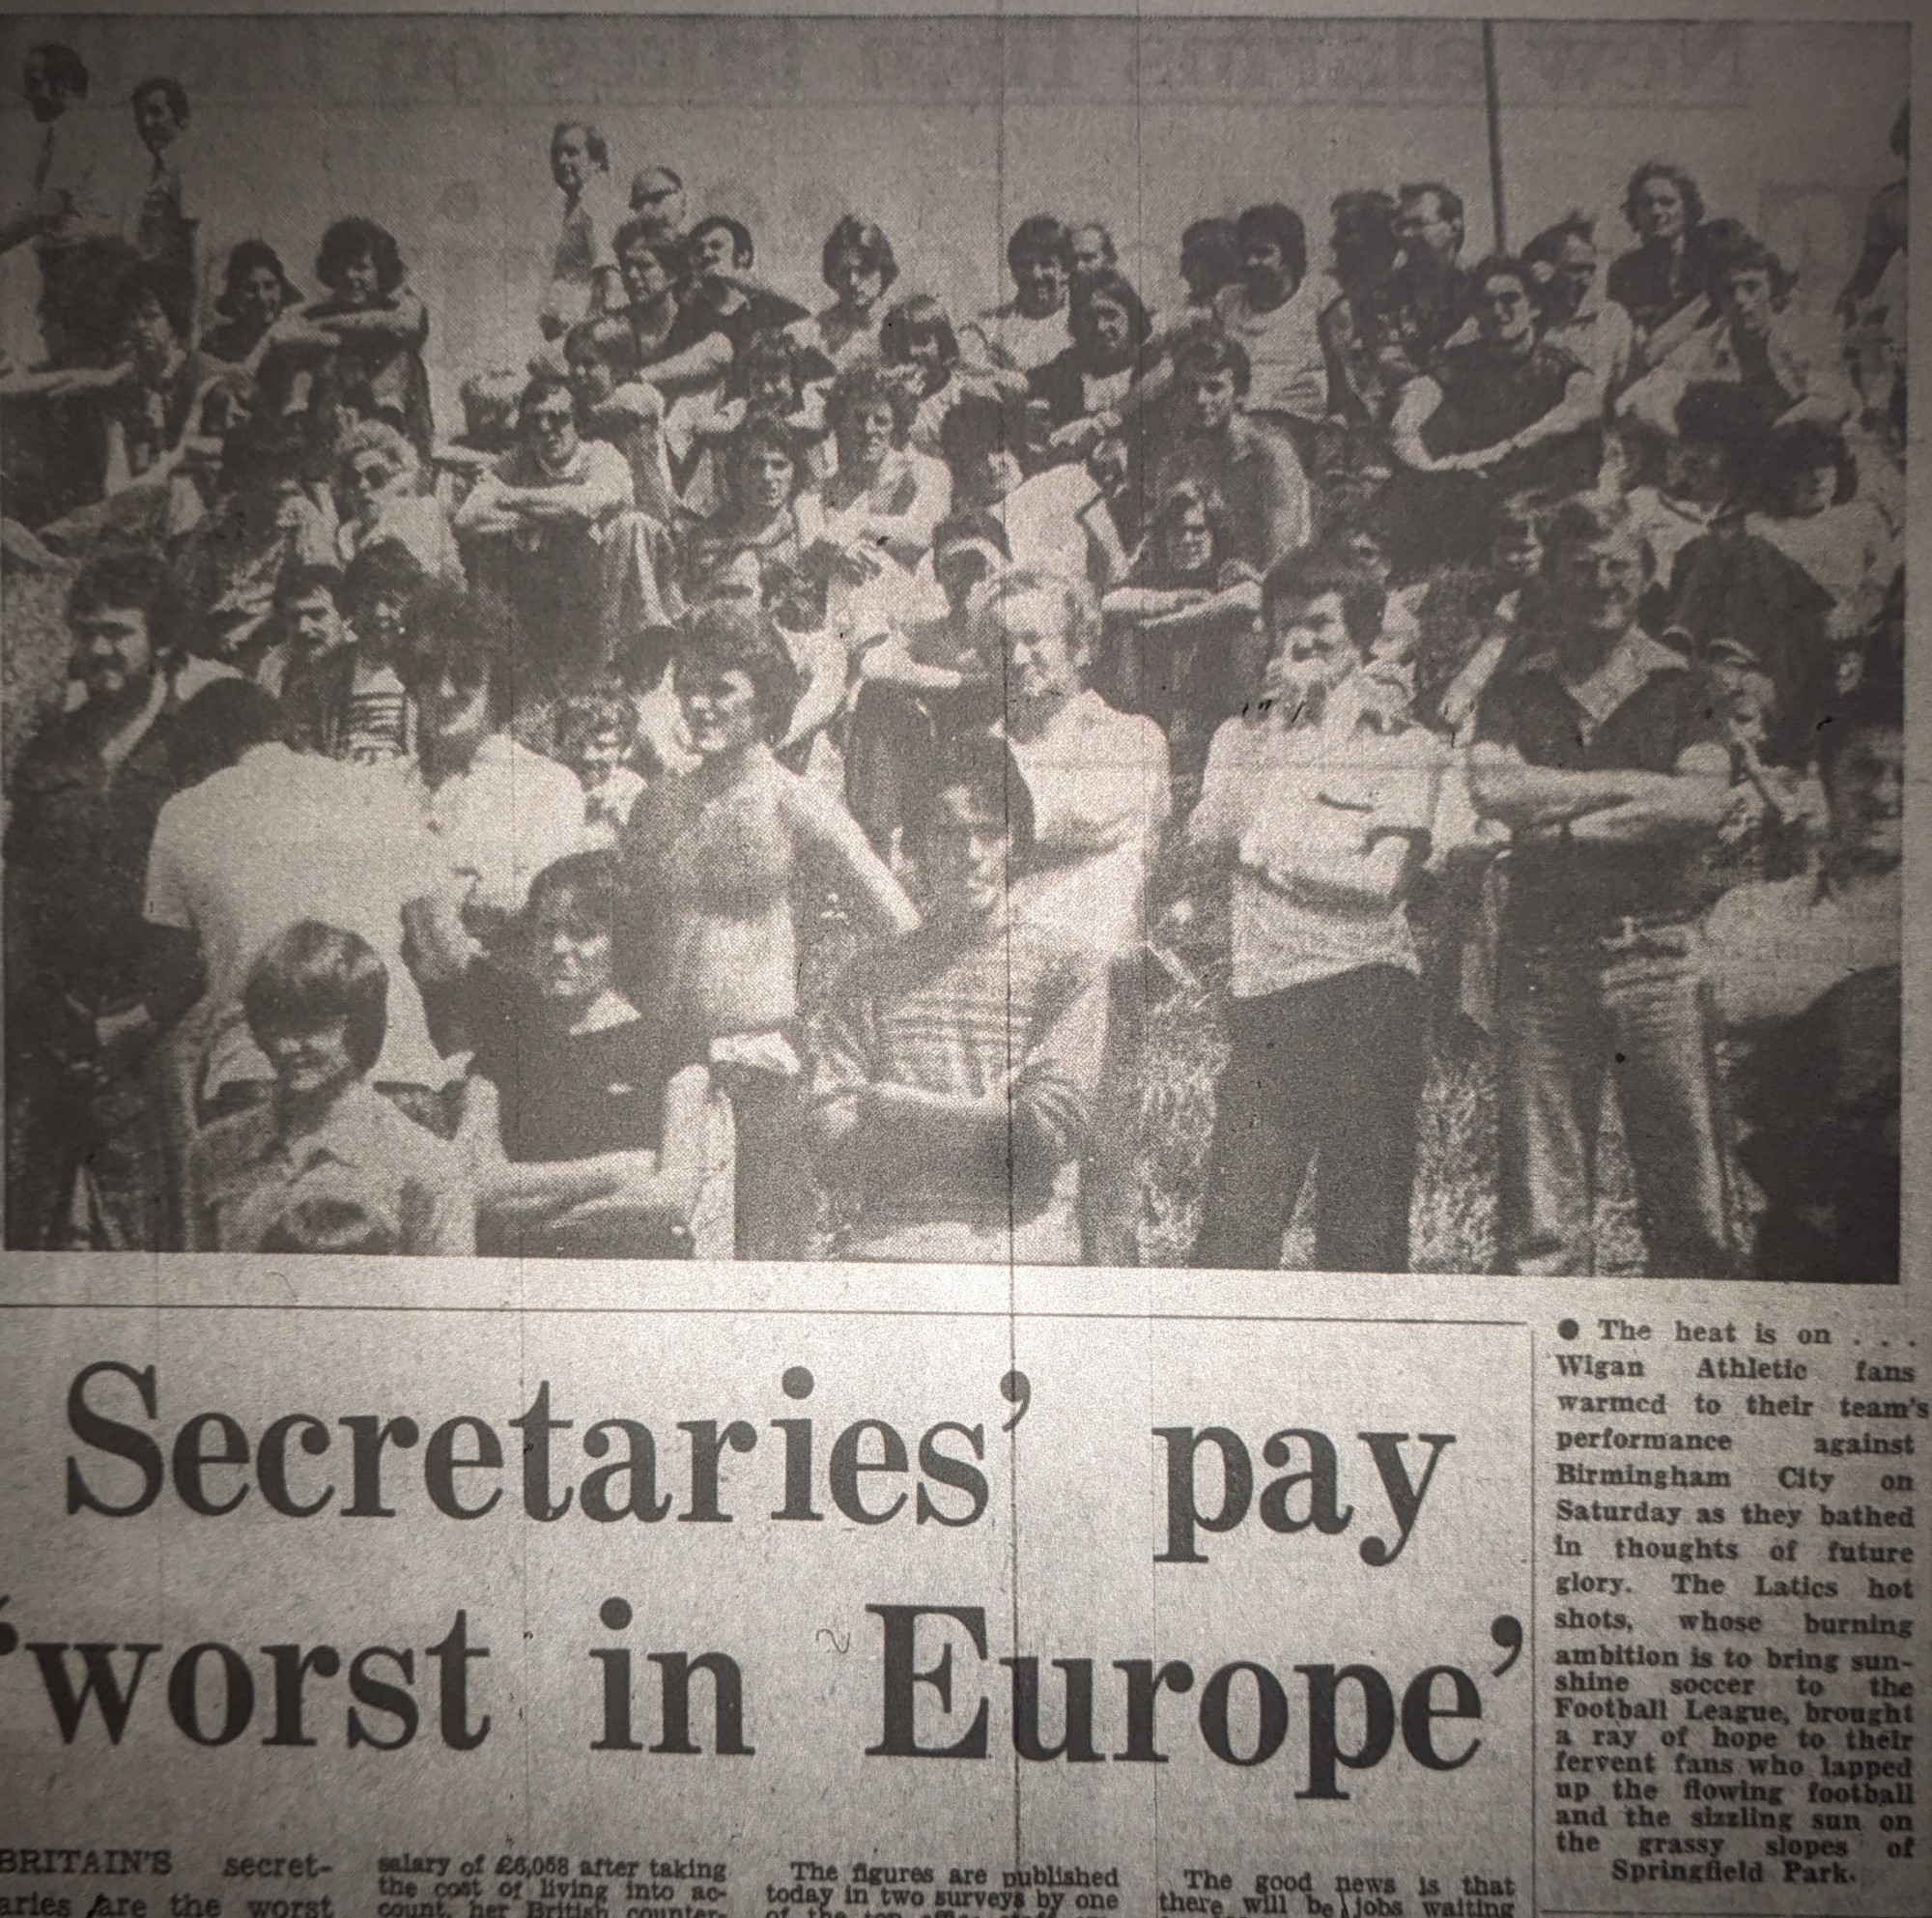 Secretaries' pay
'worst in Europe'
● The heat is on . . .
Wigan Athletic fans
warmed to their team's
performance against
Birmingham City on
Saturday as they bathed
in thoughts of future
glory. The Latics hot
shots, whose burning
ambition is to bring sun-
shine soccer to the
Football League, brought
a ray of hope to their
fervent fans who lapped
up the flowing football
and the sizzling sun on
the grassy slopes of
Springfield Park.
BRITAIN'S secret-
aries are the worst
salary of £6,058 after taking
the cost of living into ac-
count, her British counter-
The figures are published
today in two surveys by one
The good news is that
there will be jobs waiting